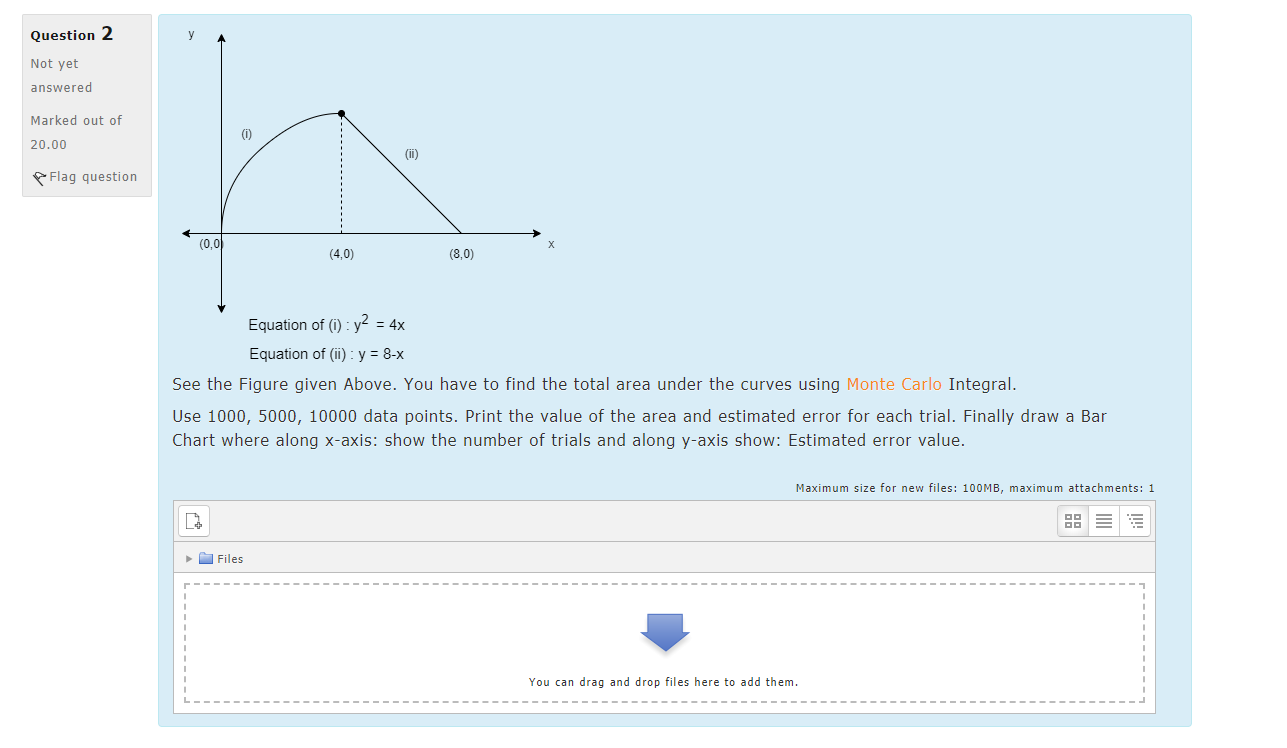 Question 2
Not yet
answered
Marked out of
20.00
Flag question
y
(i)
(ii)
(0,0)
(4,0)
(8,0)
x
Equation of (i) : y² = 4x
Equation of (ii) : y = 8-x
See the Figure given Above. You have to find the total area under the curves using Monte Carlo Integral.
Use 1000, 5000, 10000 data points. Print the value of the area and estimated error for each trial. Finally draw a Bar
Chart where along x-axis: show the number of trials and along y-axis show: Estimated error value.
Maximum size for new files: 100MB, maximum attachments: 1
Files
You can drag and drop files here to add them.